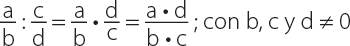 a/b : c/d = a/b • d/c = a • d / b • c ; con b, c y d ≠ 0